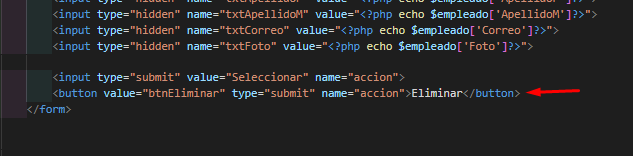 <input type="hidden" name="txtApellidoM" value="<?php echo $empleado['ApellidoM']?>">
<input type="hidden" name="txtCorreo" value="<?php echo $empleado['Correo']?>">
<input type="hidden" name="txtFoto" value="<?php echo $empleado['Foto']?>">
<input type="submit" value="Seleccionar" name="accion">
<button value="btnEliminar" type="submit" name="accion">Eliminar</button>
</form>